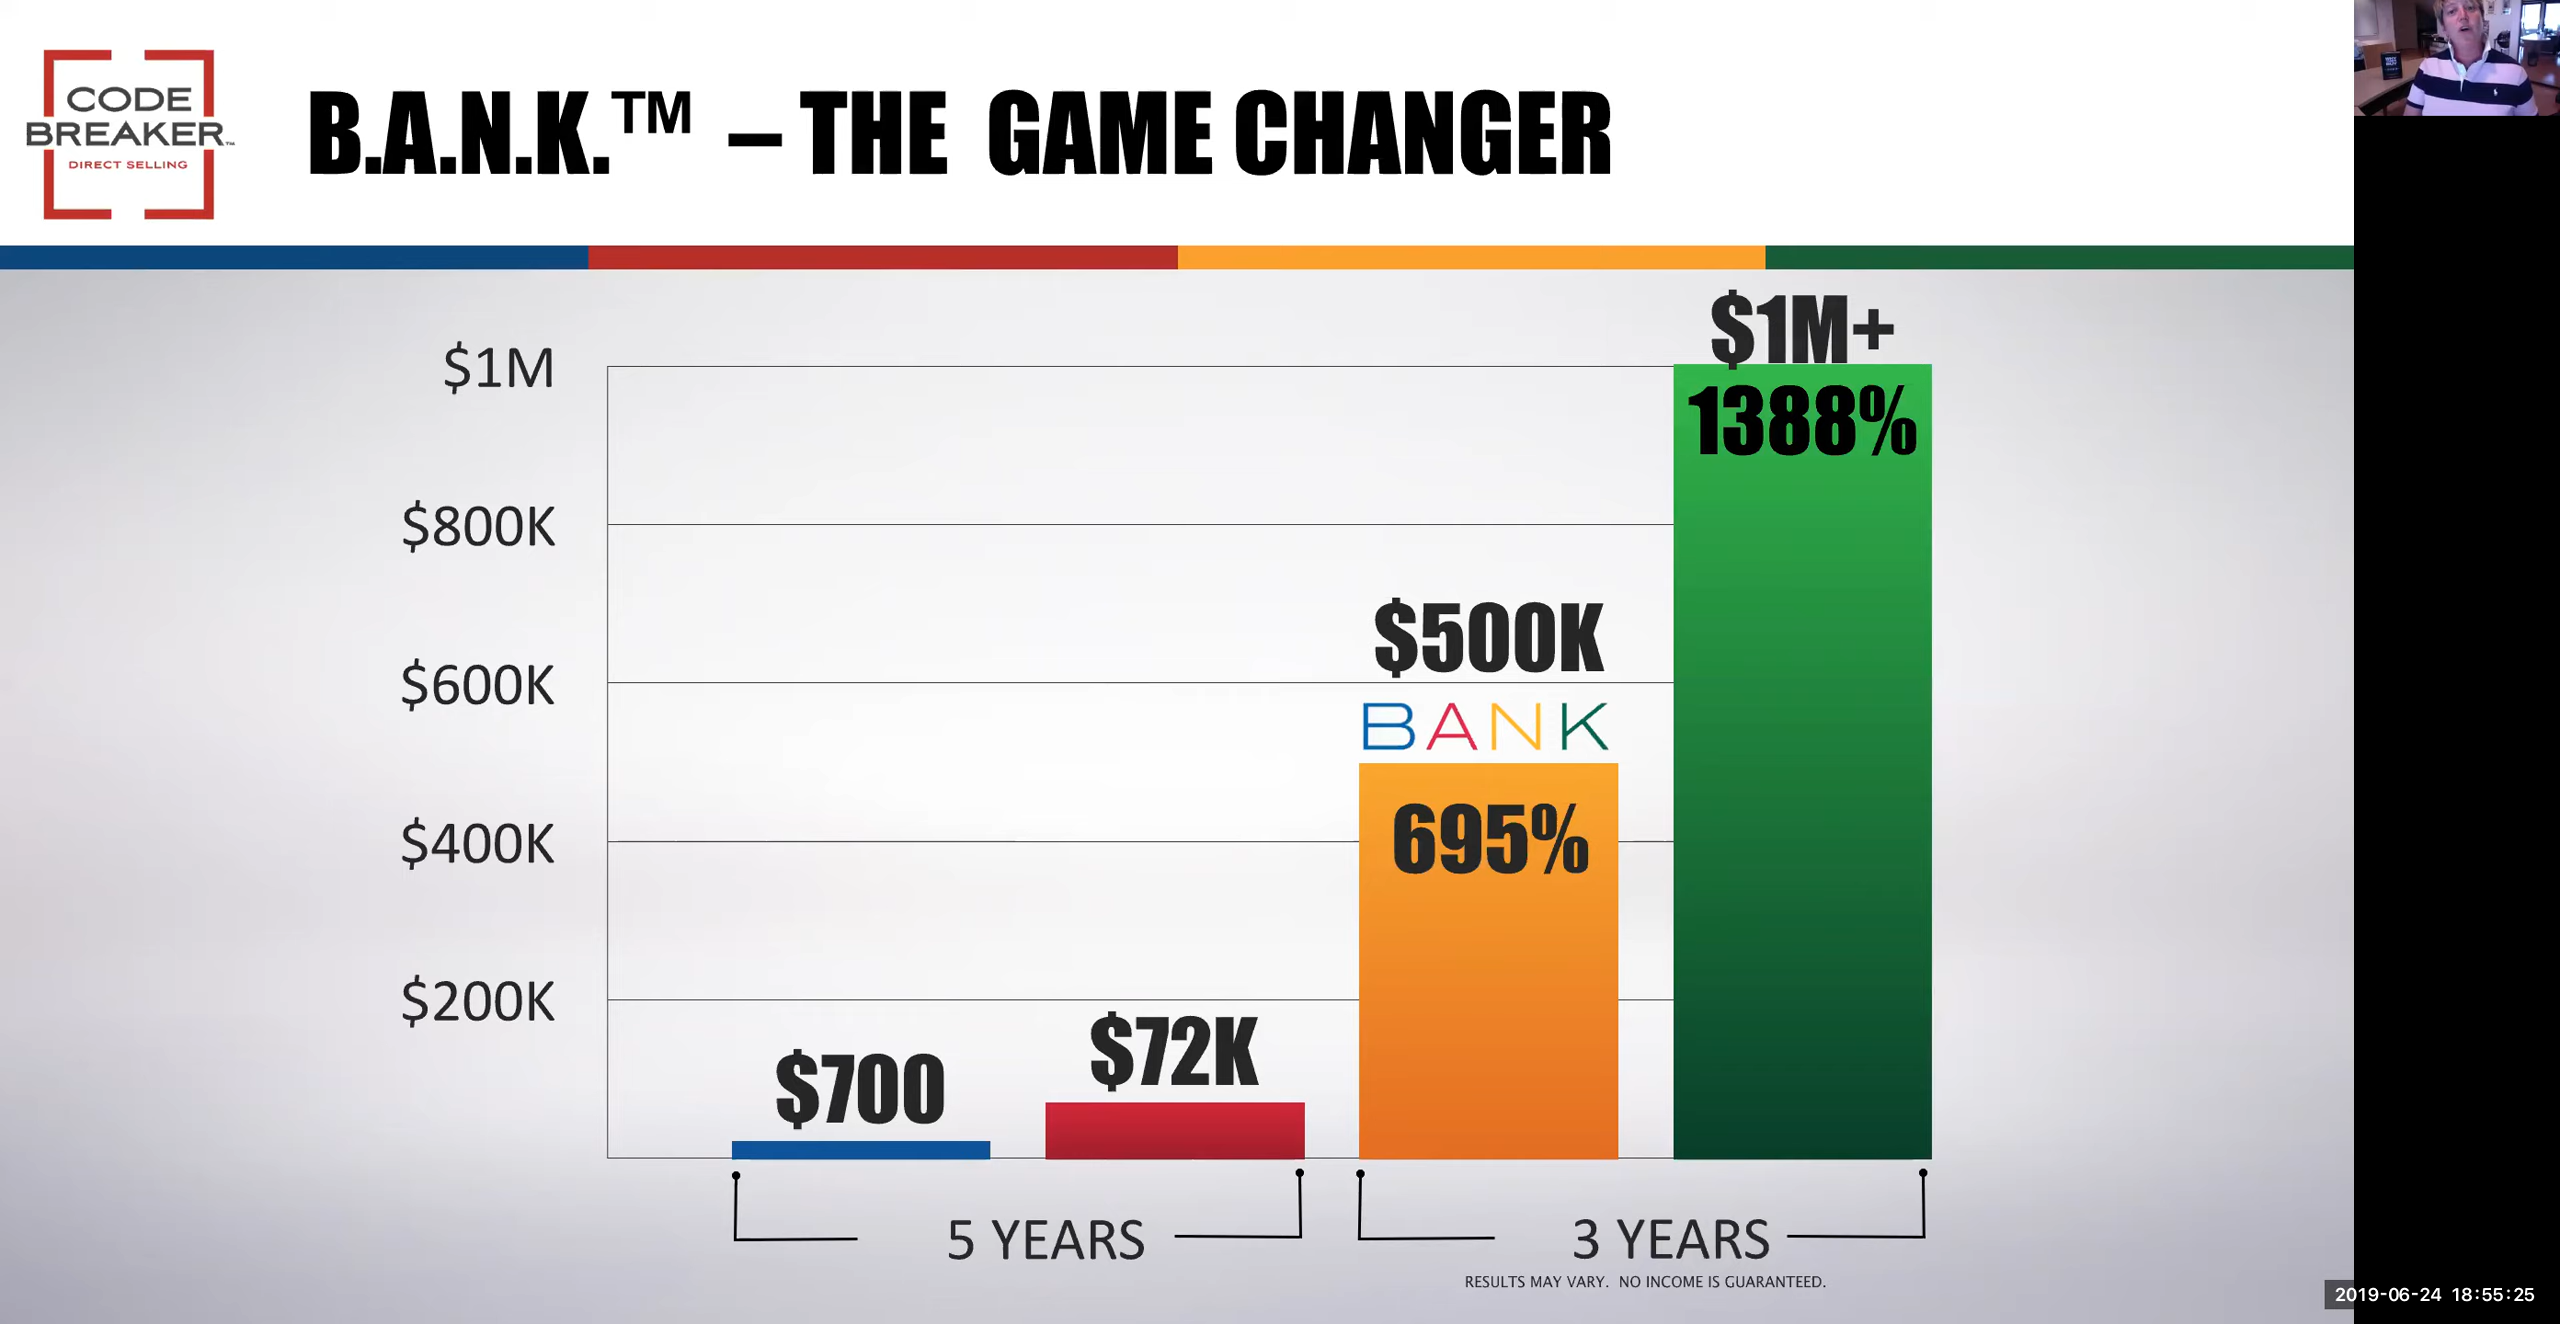 CODE
BREAKER™
DIRECT SELLING
B.A.N.K.™ – THE GAME CHANGER
$1M+
$1M
1388%
$800K
$500K
$600K
BANK
$400K
695%
$200K
$72K
$700
5 YEARS
3 YEARS
RESULTS MAY VARY. NO INCOME IS GUARANTEED.
2019-06-24 18:55:25